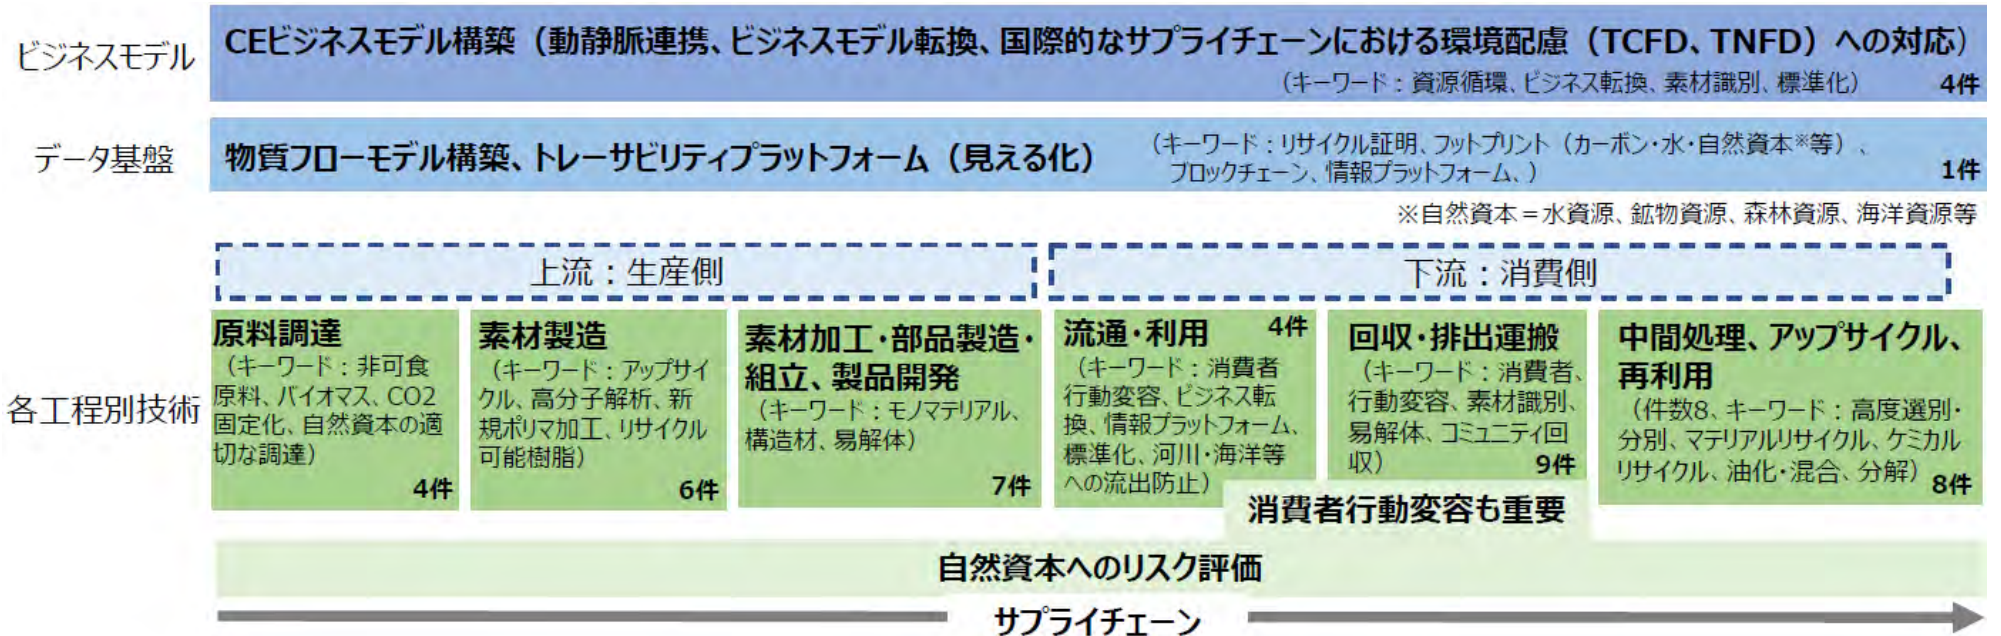 ビジネスモデル
CEビジネスモデル構築（動静脈連携、ビジネスモデル転換、国際的なサプライチェーンにおける環境配慮（TCFD、TNFD）への対応）
（キーワード：資源循環、ビジネス転換、素材識別、標準化）　4件
データ基盤
物質フローモデル構築、トレーサビリティプラットフォーム（見える化）
（キーワード：リサイクル証明、フットプリント（カーボン・水・自然資本※等）、
ブロックチェーン、情報プラットフォーム、）
1件
※自然資本＝水資源、鉱物資源、森林資源、海洋資源等
上流：生産側
下流：消費側
各工程別技術
原料調達
（キーワード：非可食
原料、バイオマス、CO2
固定化、自然資本の適
切な調達）
4件
素材製造
（キーワード：アップサイ
クル、高分子解析、新
規ポリマ加工、リサイクル
可能樹脂）
6件
素材加工・部品製造・
組立、製品開発
（キーワード：モノマテリアル、
構造材、易解体）
7件
流通・利用　4件
（キーワード：消費者
行動変容、ビジネス転
換、情報プラットフォーム、
標準化、河川・海洋等
への流出防止）
回収・排出運搬
（キーワード：消費者、
行動変容、素材識別、
易解体、コミュニティ回
収）　9件
中間処理、アップサイクル、
再利用
（件数8、キーワード：高度選別・
分別、マテリアルリサイクル、ケミカル
リサイクル、油化・混合、分解）
8件
消費者行動変容も重要
自然資本へのリスク評価
サプライチェーン